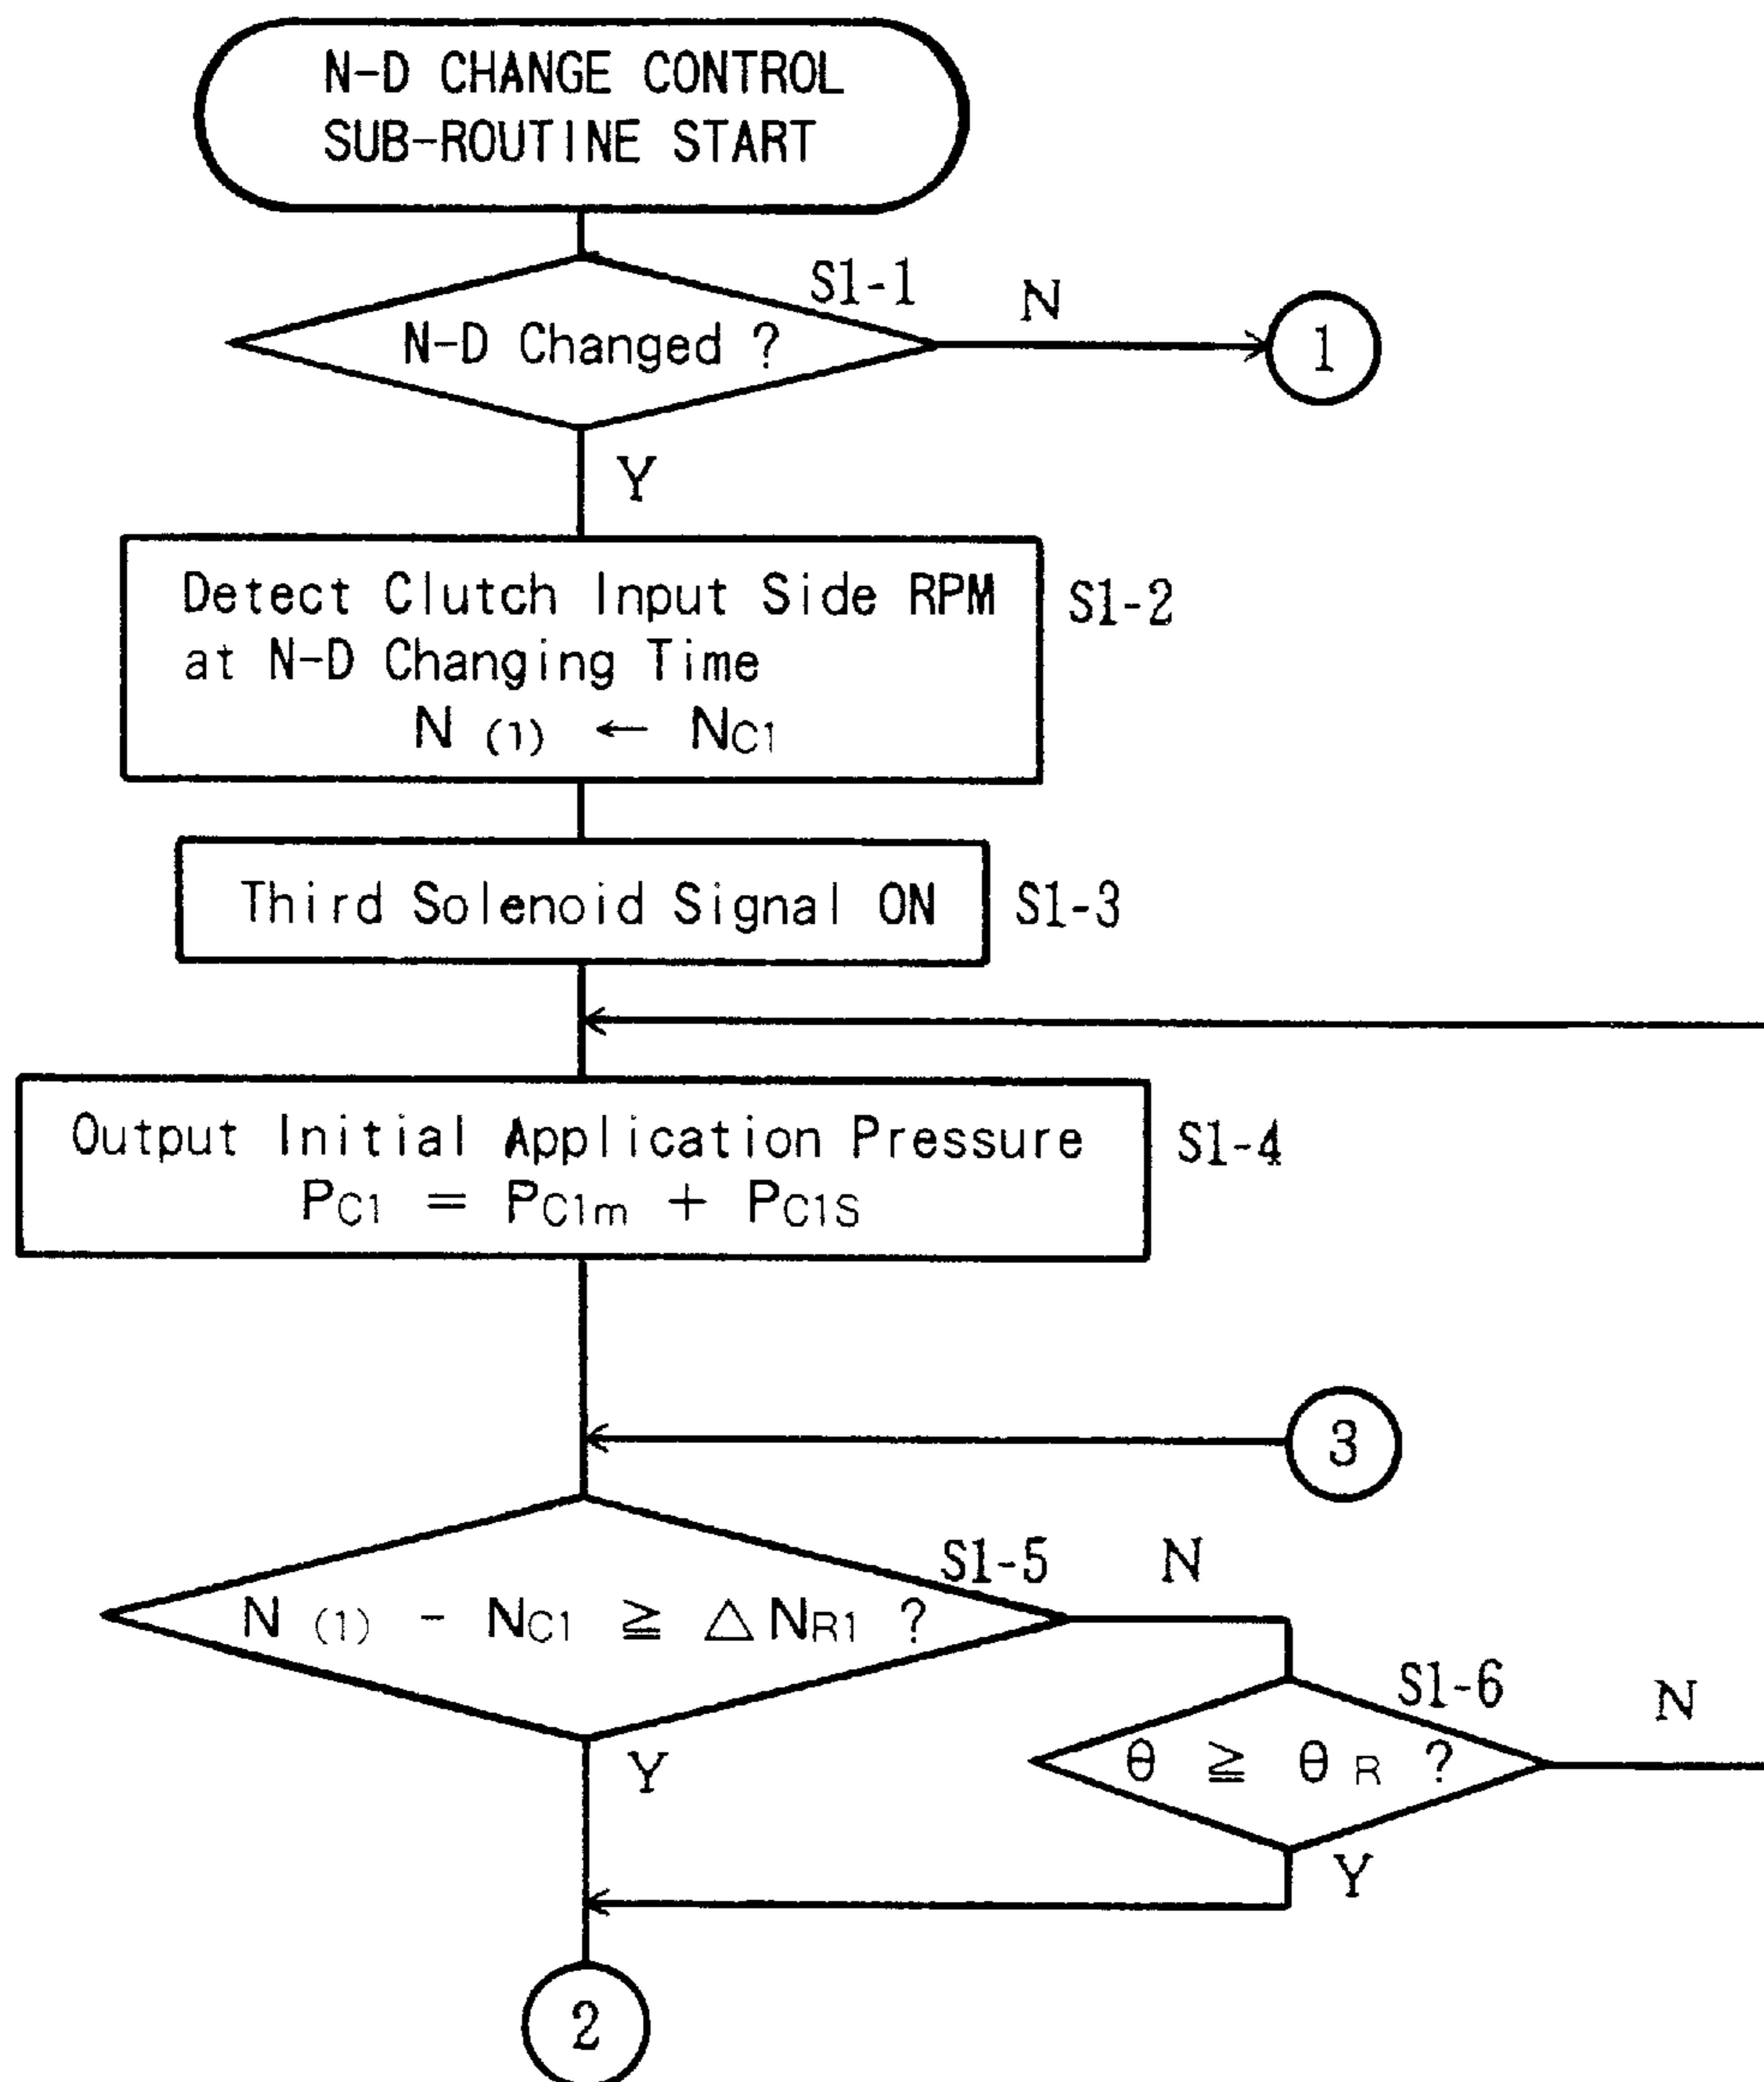 N-D CHANGE CONTROL
SUB-ROUTINE START
S1-1
N
N-D Changed ?
1
Y
Detect Clutch Input Side RPM
at N-D Changing Time
N (1) ← NC1
S1-2
Third Solenoid Signal ON
S1-3
Output Initial Application Pressure
PC1 = PC1m + PC1S
S1-4
3
S1-5
N
N (1) - NC1 ≧ △NR1 ?
S1-6
N
Y
θ ≧ θR ?
Y
2